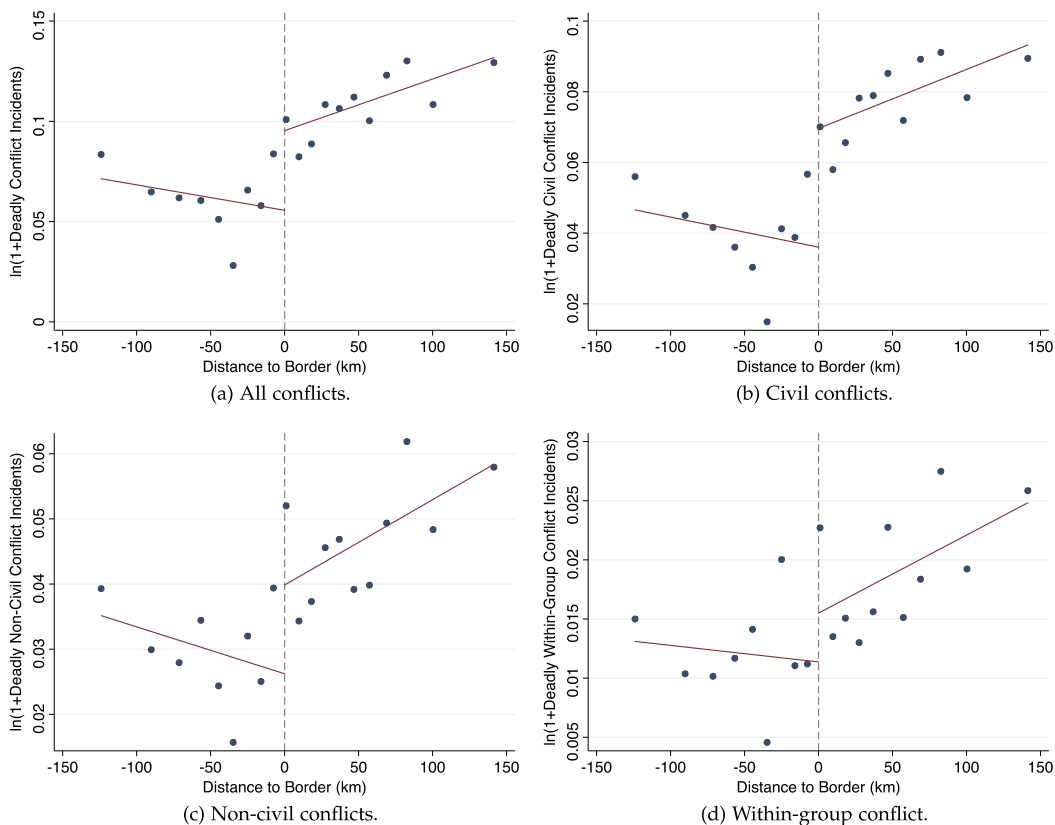 ln(1+Deadly Conflict Incidents)
0.15
0.1
0.05
0
-150 -100 -50 0 50 100 150
Distance to Border (km)
(a) All conflicts.
ln(1+Deadly Civil Conflict Incidents)
0.1
0.08
0.06
0.04
0.02
-150 -100 -50 0 50 100 150
Distance to Border (km)
(b) Civil conflicts.
ln(1+Deadly Non-Civil Conflict Incidents)
0.06
0.05
0.04
0.03
0.02
-150 -100 -50 0 50 100 150
Distance to Border (km)
(c) Non-civil conflicts.
ln(1+Deadly Within-Group Conflict Incidents)
0.03
0.025
0.02
0.015
0.01
0.005
-150 -100 -50 0 50 100 150
Distance to Border (km)
(d) Within-group conflict.